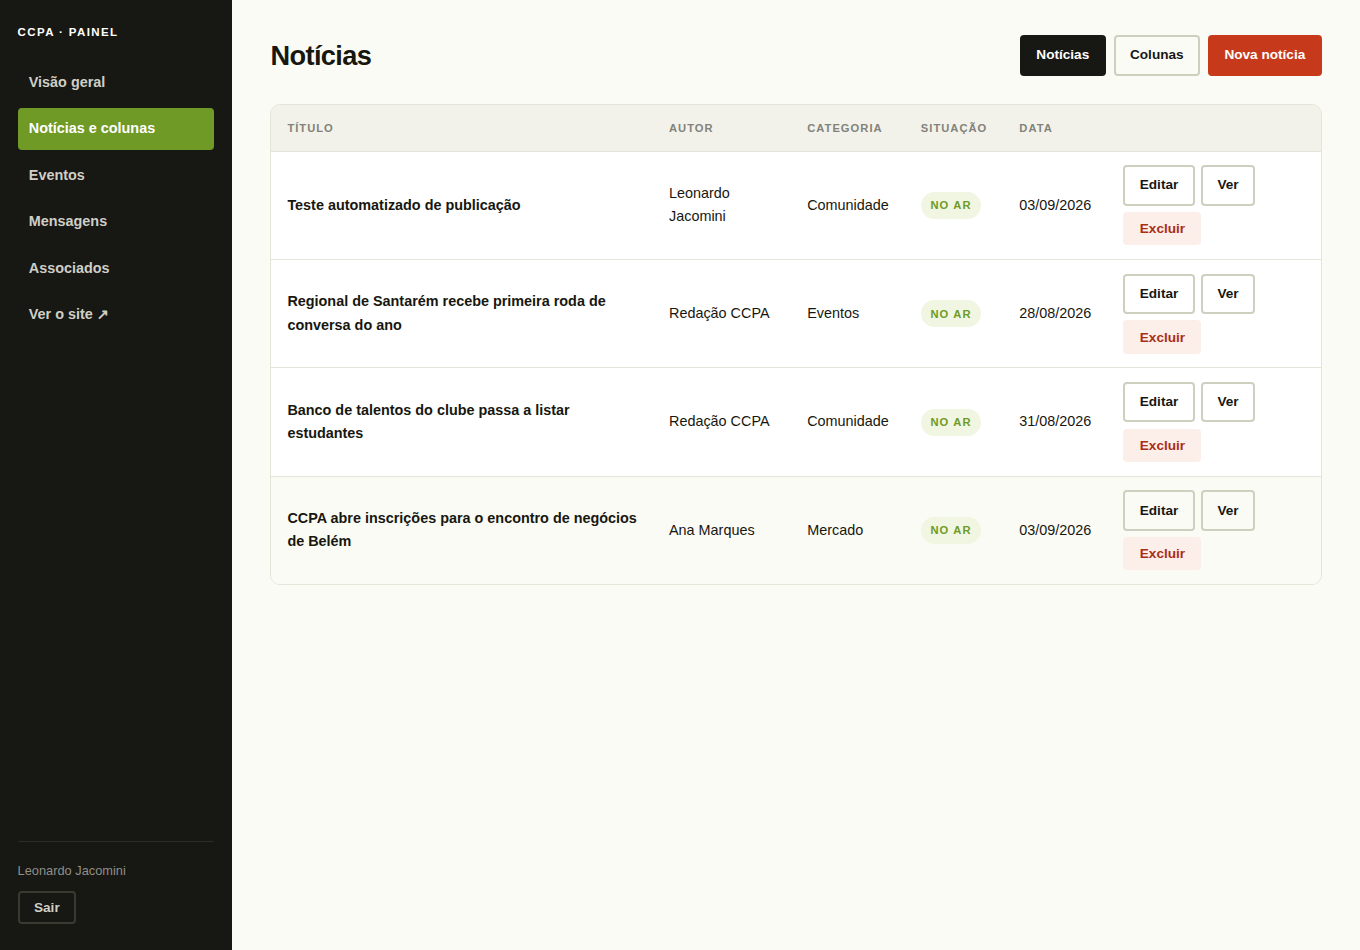 CCPA · PAINEL
Visão geral
Notícias e colunas
Eventos
Mensagens
Associados
Ver o site ↗
Leonardo Jacomini
Sair
Notícias
Notícias Colunas Nova notícia
TÍTULO AUTOR CATEGORIA SITUAÇÃO DATA
Teste automatizado de publicação
Leonardo
Jacomini
Comunidade
NO AR
03/09/2026
Editar Ver
Excluir
Regional de Santarém recebe primeira roda de
conversa do ano
Redação CCPA
Eventos
NO AR
28/08/2026
Editar Ver
Excluir
Banco de talentos do clube passa a listar
estudantes
Redação CCPA
Comunidade
NO AR
31/08/2026
Editar Ver
Excluir
CCPA abre inscrições para o encontro de negócios
de Belém
Ana Marques
Mercado
NO AR
03/09/2026
Editar Ver
Excluir